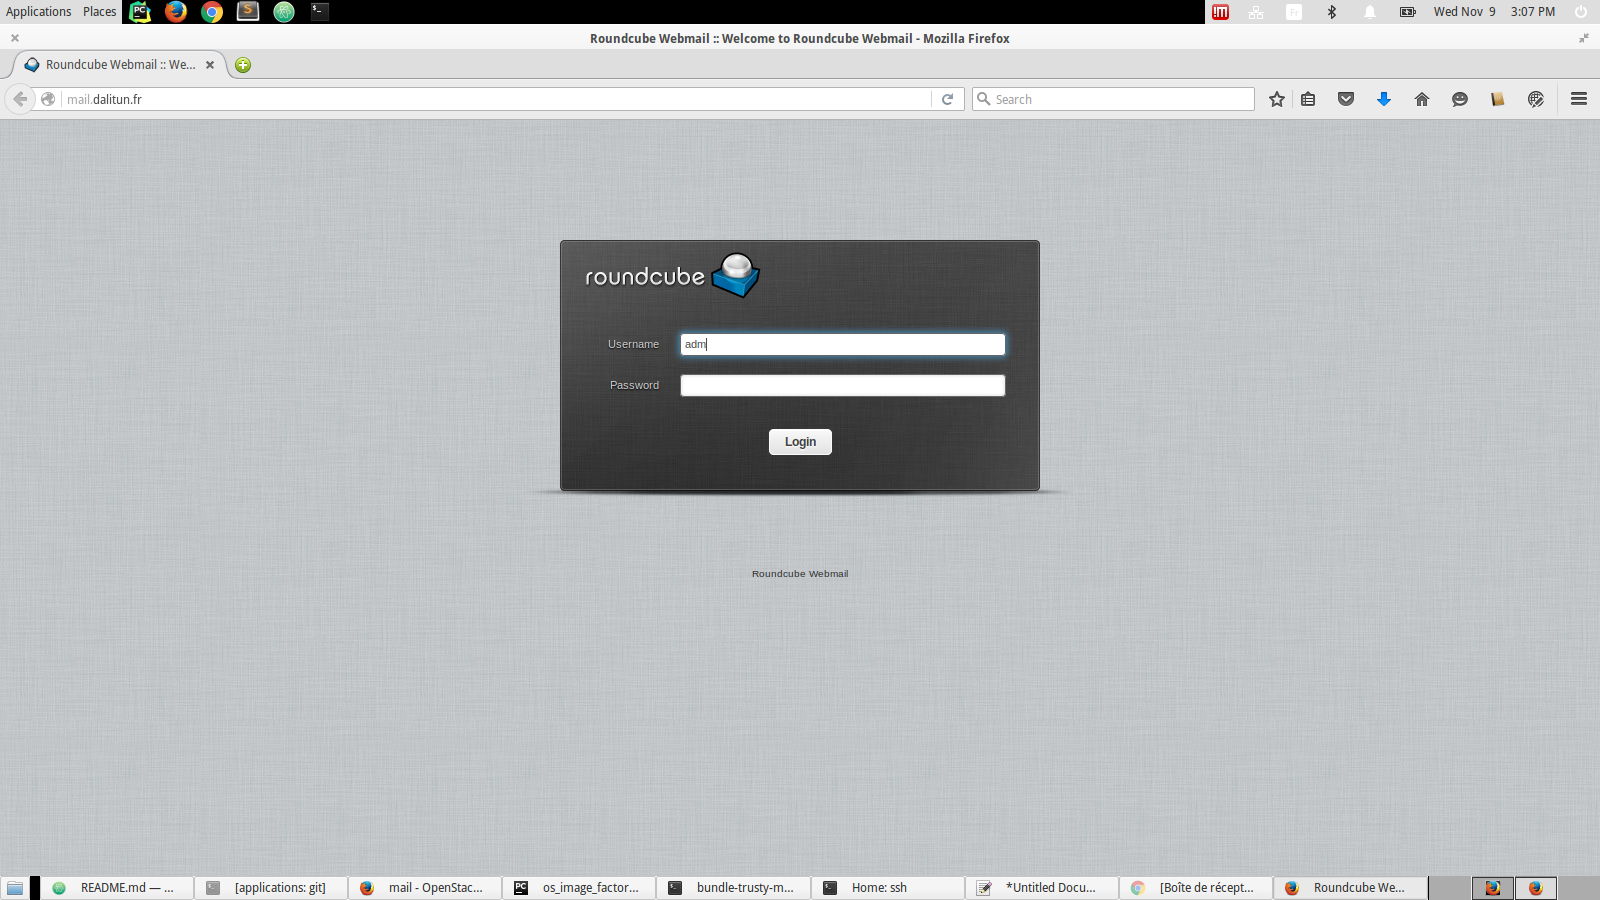 Applications Places Wed Nov 9 3:07 PM
Roundcube Webmail :: Welcome to Roundcube Webmail - Mozilla Firefox
Roundcube Webmail :: We...
mail.dalitun.fr Search
roundcube
Username adm
Password
Login
Roundcube Webmail
README.md — ... [applications: git] mail - OpenStac... os_image_factor... bundle-trusty-m... Home: ssh *Untitled Docu... [Boîte de récept... Roundcube We...